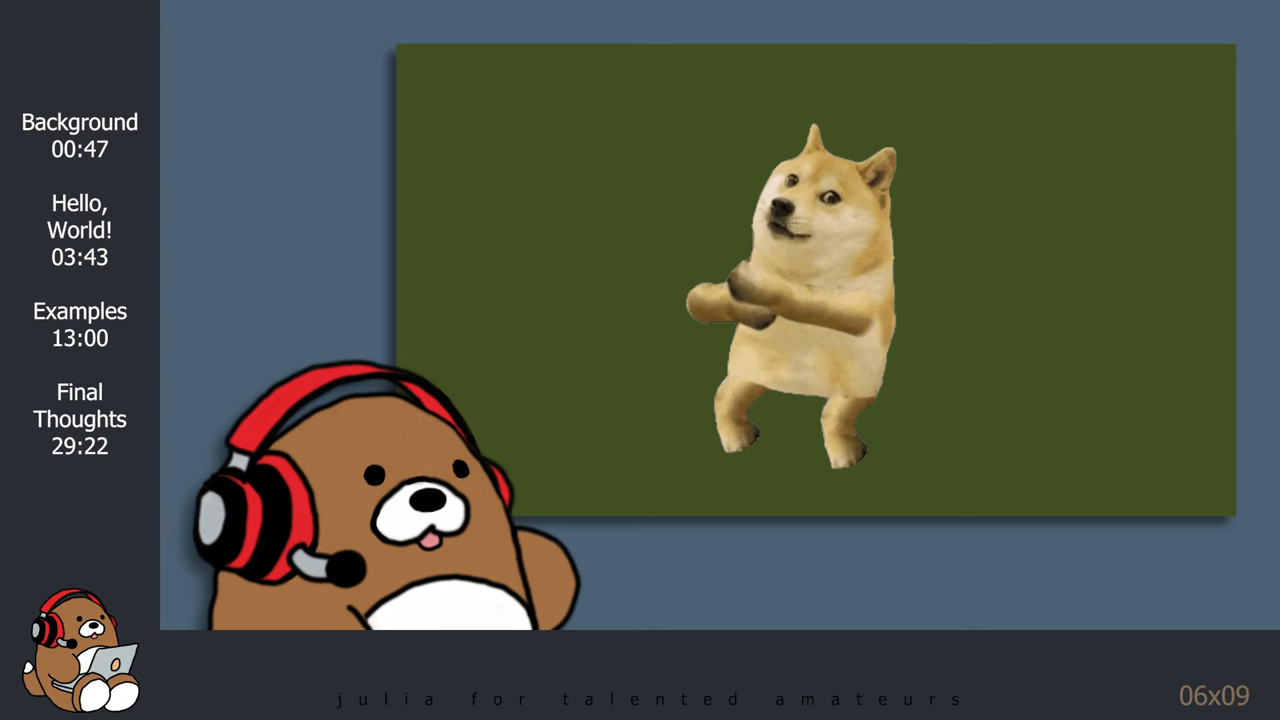 Background
00:47
Hello,
World!
03:43
Examples
13:00
Final
Thoughts
29:22
julia for talented amateurs
06x09